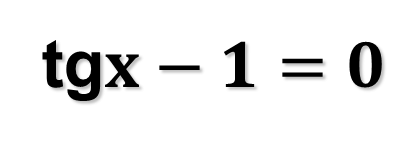 tgx − 1 = 0